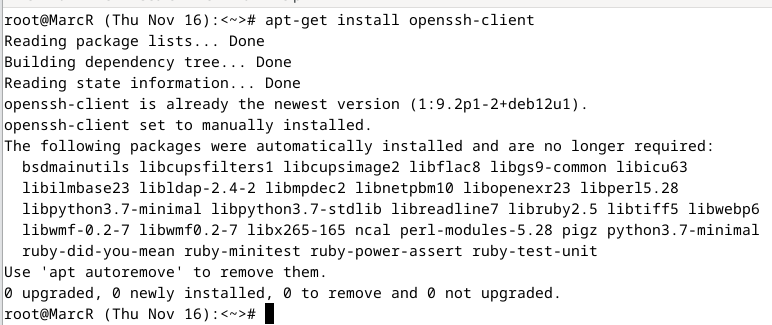 root@MarcR (Thu Nov 16):<~># apt-get install openssh-client
Reading package lists... Done
Building dependency tree... Done
Reading state information... Done
openssh-client is already the newest version (1:9.2p1-2+deb12u1).
openssh-client set to manually installed.
The following packages were automatically installed and are no longer required:
  bsdmainutils libcupsfilters1 libcupsimage2 libflac8 libgs9-common libicu63
  libilmbase23 libldap-2.4-2 libmpdec2 libnetpbm10 libopenexr23 libperl5.28
  libpython3.7-minimal libpython3.7-stdlib libreadline7 libruby2.5 libtiff5 libwebp6
  libwmf-0.2-7 libwmf0.2-7 libx265-165 ncal perl-modules-5.28 pigz python3.7-minimal
  ruby-did-you-mean ruby-minitest ruby-power-assert ruby-test-unit
Use 'apt autoremove' to remove them.
0 upgraded, 0 newly installed, 0 to remove and 0 not upgraded.
root@MarcR (Thu Nov 16):<~>#